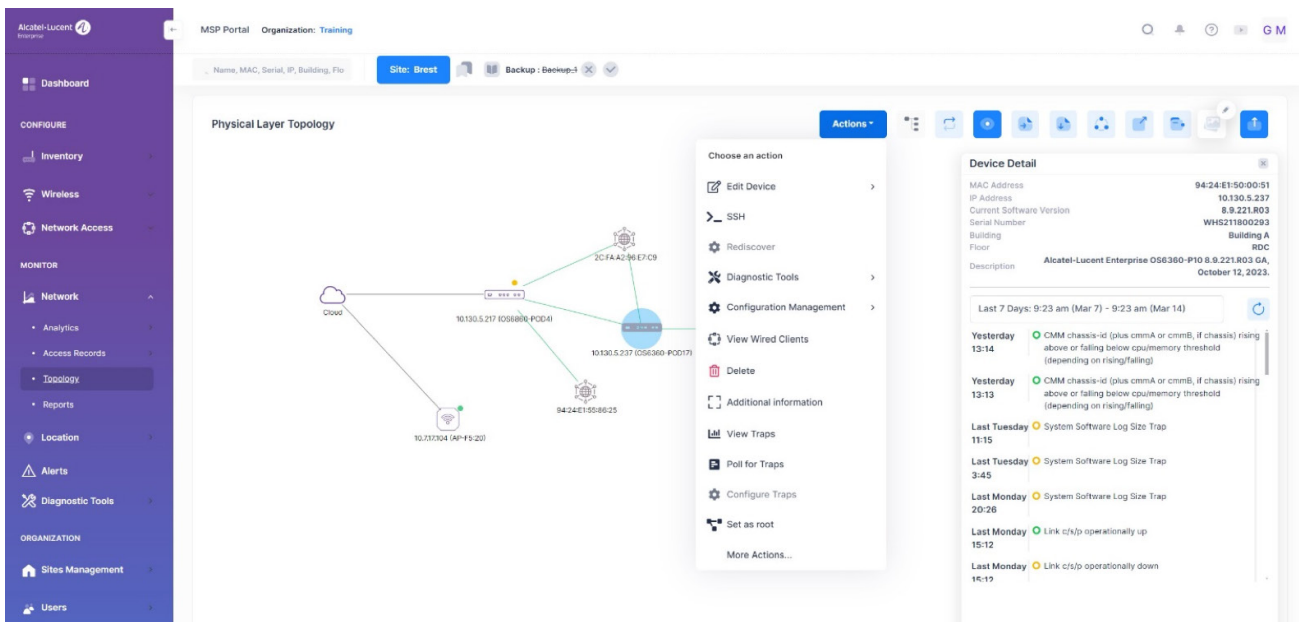 Alcatel-Lucent
Enterprise
MSP Portal Organization: Training
G M
Name, MAC, Serial, IP, Building, Flo
Site: Brest
Backup : Backup_1
Dashboard
CONFIGURE
Inventory
Wireless
Network Access
MONITOR
Network
Analytics
Access Records
Topology
Reports
Location
Alerts
Diagnostic Tools
ORGANIZATION
Sites Management
Users
Physical Layer Topology
Actions
Cloud
2C:FA:A2:96:E7:C9
10.130.5.217 (OS6860-POD4)
10.130.5.237 (OS6360-POD17)
94:24:E1:55:86:25
10.7.17.104 (AP-F5:20)
Choose an action
Edit Device
SSH
Rediscover
Diagnostic Tools
Configuration Management
View Wired Clients
Delete
Additional information
View Traps
Poll for Traps
Configure Traps
Set as root
More Actions...
Device Detail
MAC Address 94:24:E1:50:00:51
IP Address 10.130.5.237
Current Software Version 8.9.221.R03
Serial Number WHS211800293
Building Building A
Floor RDC
Description Alcatel-Lucent Enterprise OS6360-P10 8.9.221.R03 GA,
October 12, 2023.
Last 7 Days: 9:23 am (Mar 7) - 9:23 am (Mar 14)
Yesterday CMM chassis-id (plus cmmA or cmmB, if chassis) rising
13:14 above or falling below cpu/memory threshold
(depending on rising/falling)
Yesterday CMM chassis-id (plus cmmA or cmmB, if chassis) rising
13:13 above or falling below cpu/memory threshold
(depending on rising/falling)
Last Tuesday System Software Log Size Trap
11:15
Last Tuesday System Software Log Size Trap
3:45
Last Monday System Software Log Size Trap
20:26
Last Monday Link c/s/p operationally up
15:12
Last Monday Link c/s/p operationally down
15:12